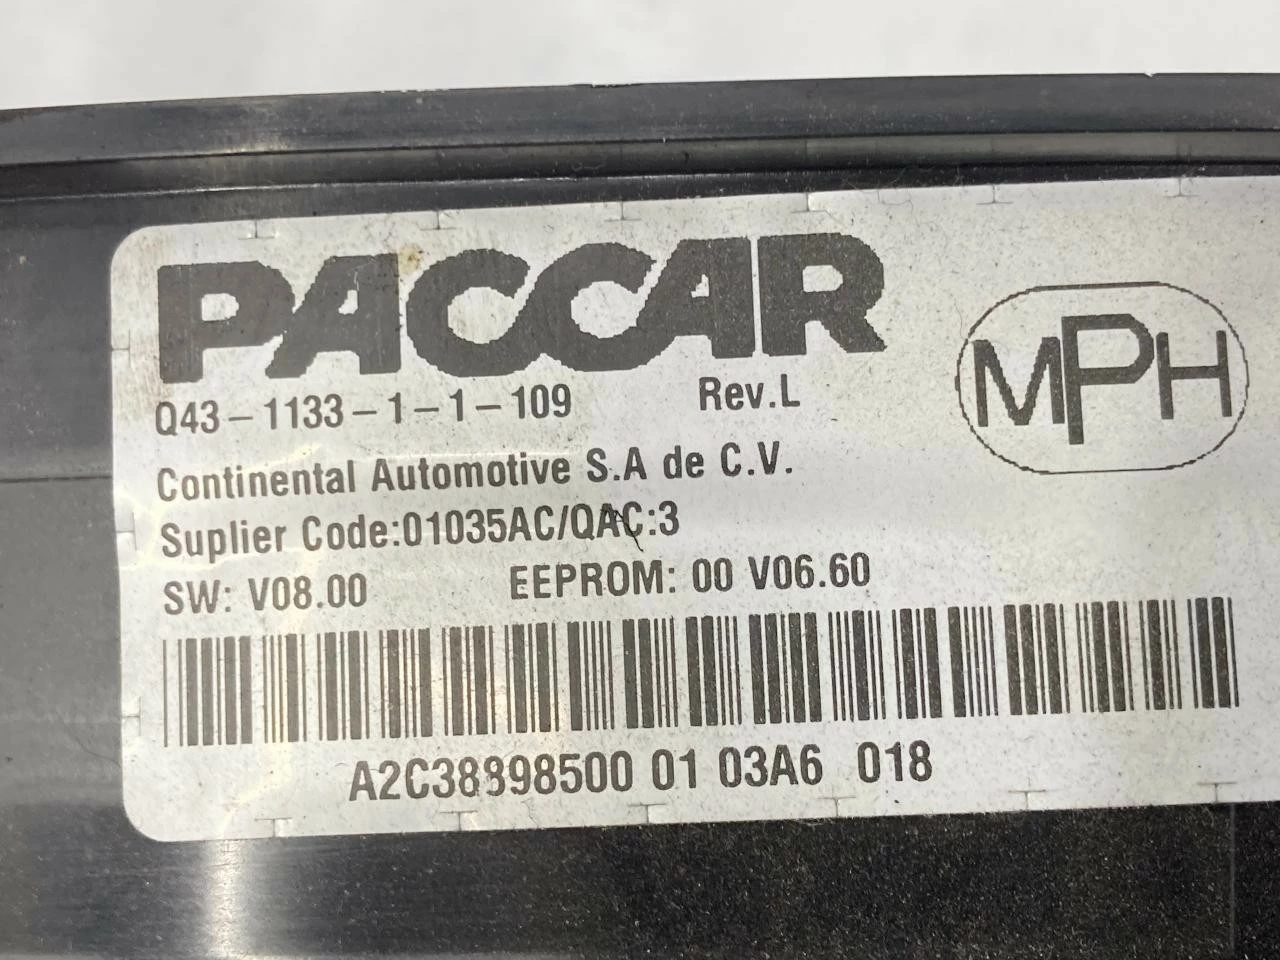 PACCAR
MPH
Q43-1133-1-1-109 Rev.L
Continental Automotive S.A de C.V.
Suplier Code:01035AC/QAC:3
SW: V08.00 EEPROM: 00 V06.60
A2C38898500 01 03A6 018